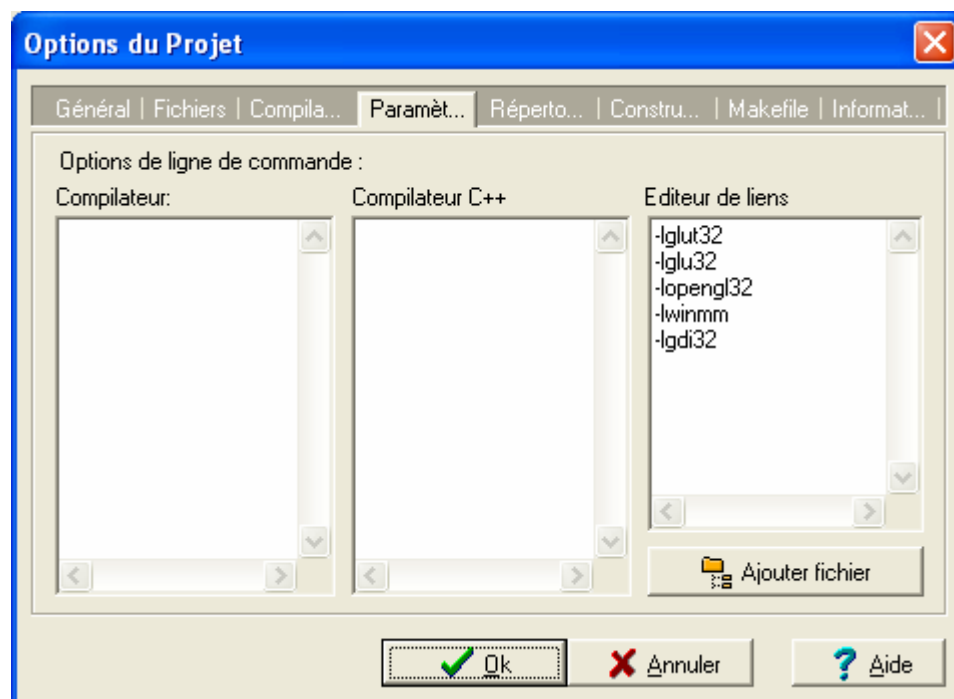 Options du Projet
Général | Fichiers | Compila... Paramèt... Réperto... | Constru... | Makefile | Informat... |
Options de ligne de commande :
Compilateur: Compilateur C++ Editeur de liens
-lglut32
-lglu32
-lopengl32
-lwinmm
-lgdi32
Ajouter fichier
Ok Annuler Aide